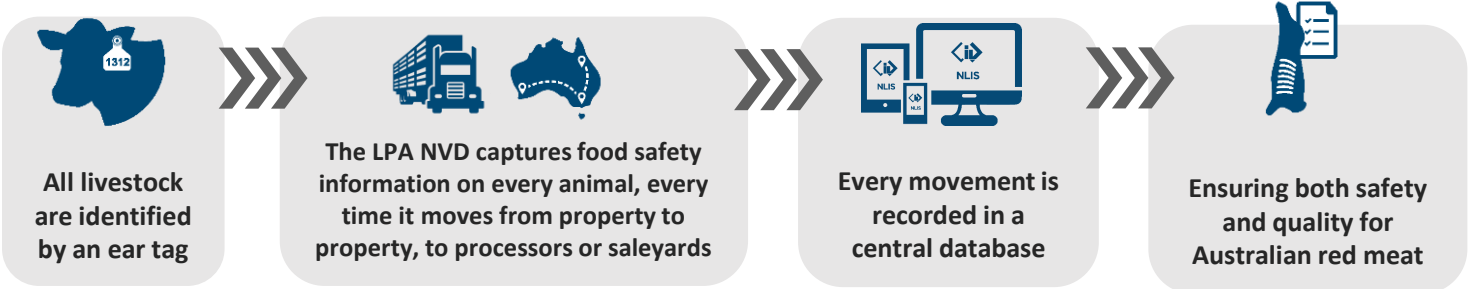 1312
All livestock
are identified
by an ear tag
The LPA NVD captures food safety
information on every animal, every
time it moves from property to
property, to processors or saleyards
NLIS
NLIS
NLIS
Every movement is
recorded in a
central database
Ensuring both safety
and quality for
Australian red meat